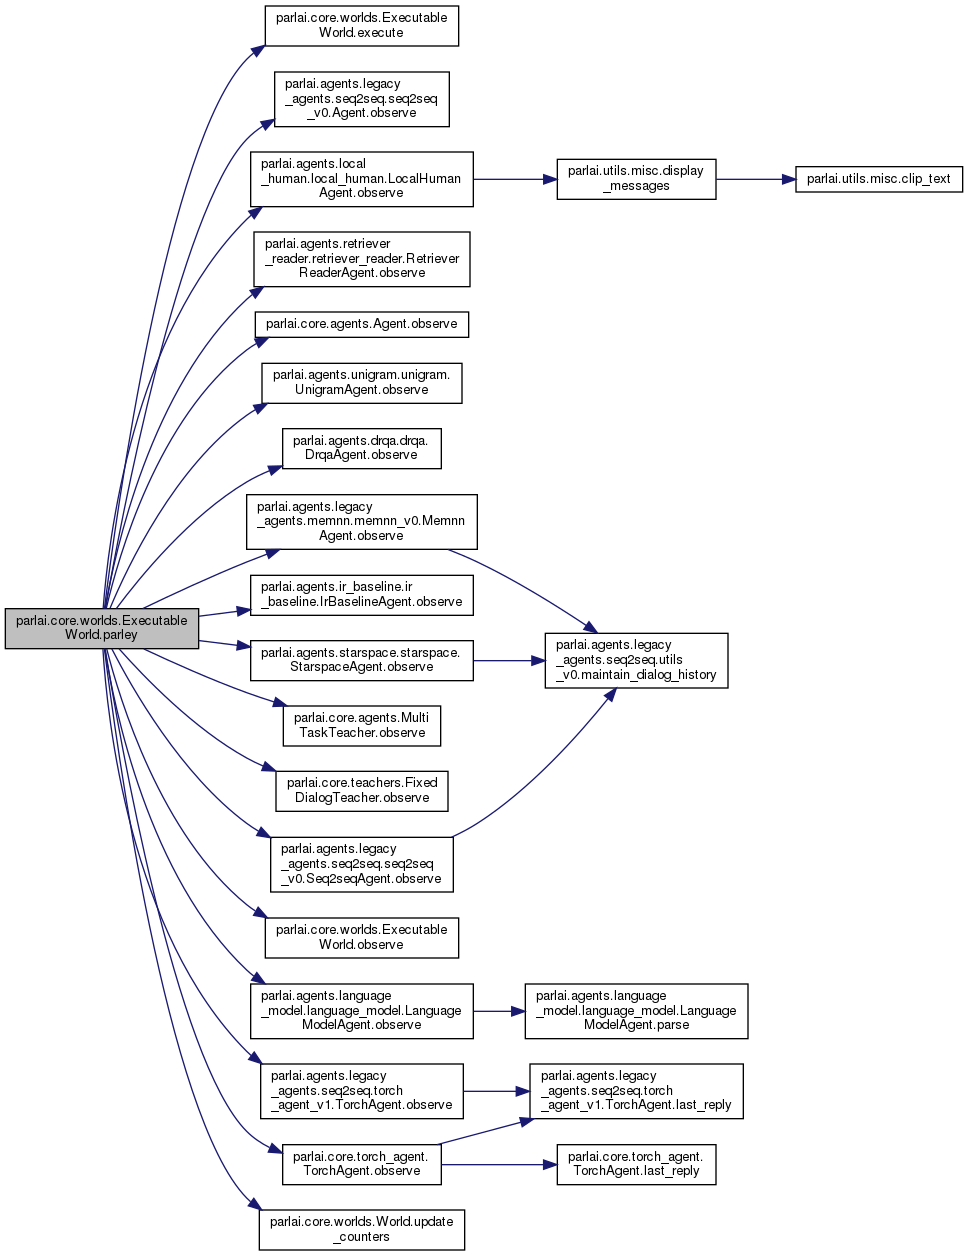 parlai.core.worlds.Executable
World.execute
parlai.agents.legacy
_agents.seq2seq.seq2seq
_v0.Agent.observe
parlai.agents.local
_human.local_human.LocalHuman
Agent.observe
parlai.utils.misc.display
_messages
parlai.utils.misc.clip_text
parlai.agents.retriever
_reader.retriever_reader.Retriever
ReaderAgent.observe
parlai.core.agents.Agent.observe
parlai.agents.unigram.unigram.
UnigramAgent.observe
parlai.agents.drqa.drqa.
DrqaAgent.observe
parlai.agents.legacy
_agents.memnn.memnn_v0.Memnn
Agent.observe
parlai.agents.ir_baseline.ir
_baseline.IrBaselineAgent.observe
parlai.core.worlds.Executable
World.parley
parlai.agents.starspace.starspace.
StarspaceAgent.observe
parlai.agents.legacy
_agents.seq2seq.utils
_v0.maintain_dialog_history
parlai.core.agents.Multi
TaskTeacher.observe
parlai.core.teachers.Fixed
DialogTeacher.observe
parlai.agents.legacy
_agents.seq2seq.seq2seq
_v0.Seq2seqAgent.observe
parlai.core.worlds.Executable
World.observe
parlai.agents.language
_model.language_model.Language
ModelAgent.observe
parlai.agents.language
_model.language_model.Language
ModelAgent.parse
parlai.agents.legacy
_agents.seq2seq.torch
_agent_v1.TorchAgent.observe
parlai.agents.legacy
_agents.seq2seq.torch
_agent_v1.TorchAgent.last_reply
parlai.core.torch_agent.
TorchAgent.observe
parlai.core.torch_agent.
TorchAgent.last_reply
parlai.core.worlds.World.update
_counters